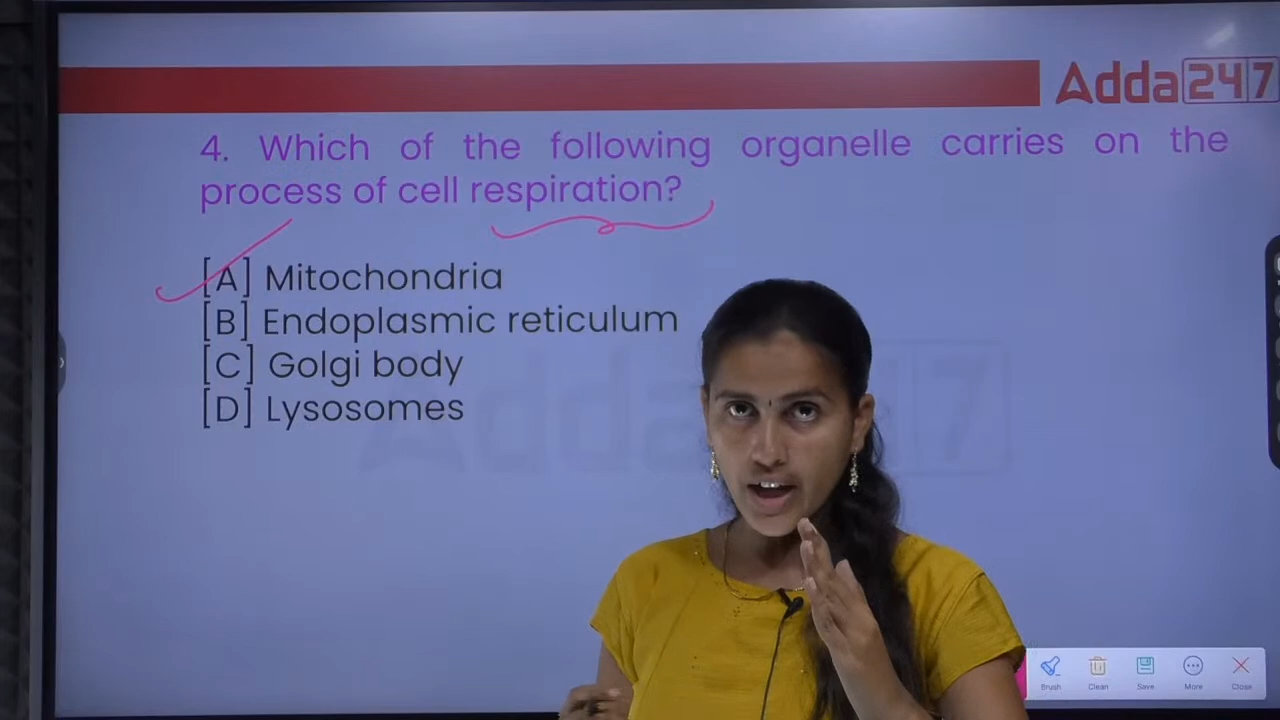 Adda247
4. Which of the following organelle carries on the
process of cell respiration?
[A] Mitochondria
[B] Endoplasmic reticulum
[C] Golgi body
[D] Lysosomes
Adda247
Brush Clean Save More Close